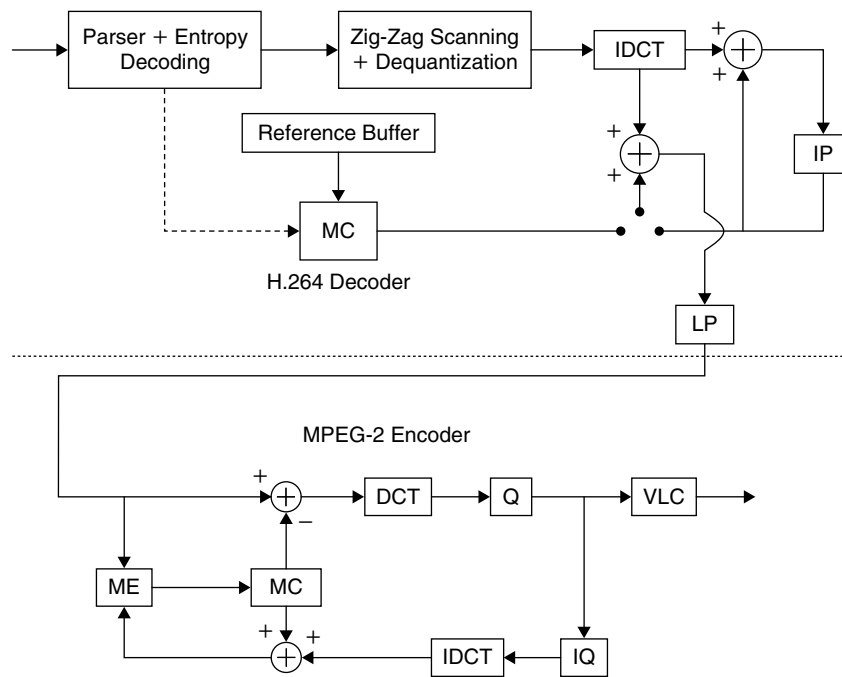 Parser + Entropy
Decoding
Zig-Zag Scanning
+ Dequantization
IDCT
+
+
+
+
IP
Reference Buffer
MC
H.264 Decoder
LP
MPEG-2 Encoder
+
−
DCT
Q
VLC
ME
MC
+
+
IDCT
IQ